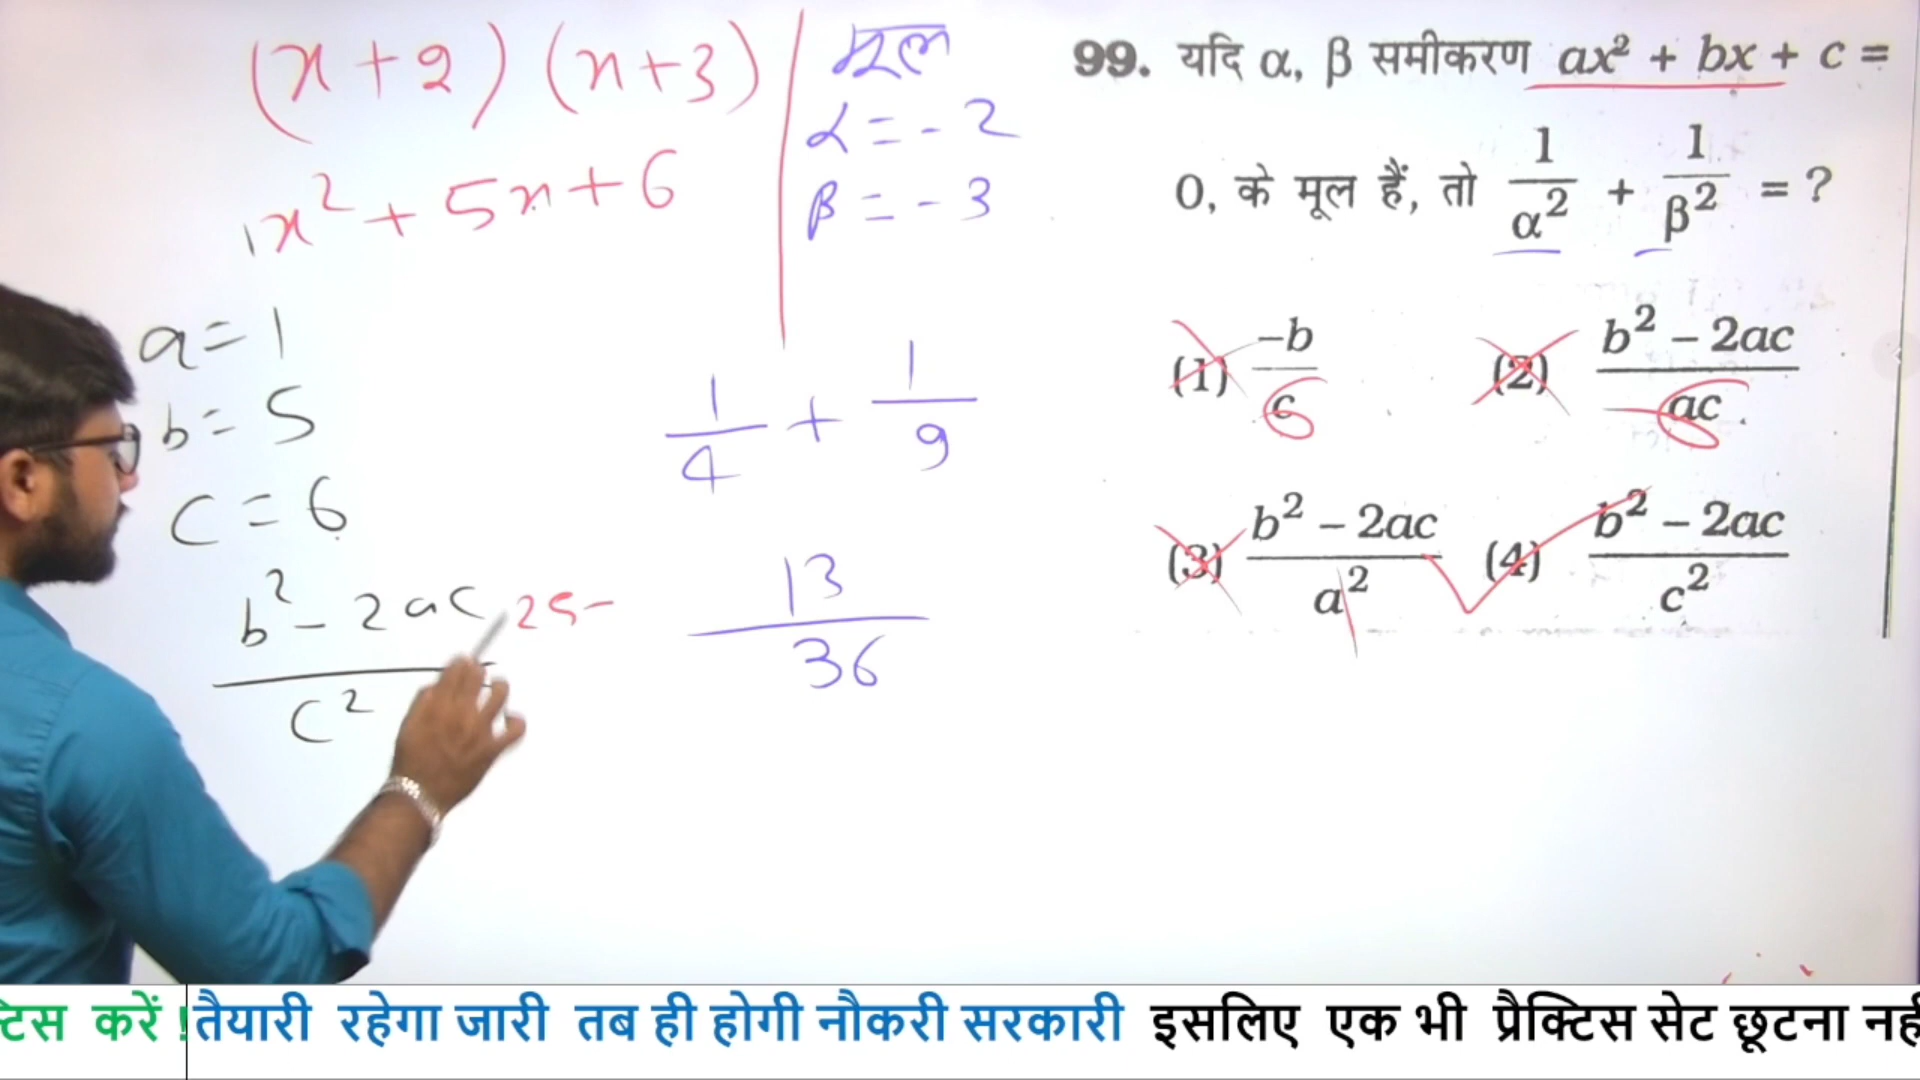 (x+2) (x+3)
x² + 5x + 6
a = 1
b = 5
c = 6
b² - 2ac 25-
c²
मूल
α = - 2
β = - 3
1/4 + 1/9
13/36
99. यदि α, β समीकरण ax² + bx + c =
0, के मूल हैं, तो 1/α² + 1/β² = ?
(1) -b/c (2) b² - 2ac/ac
(3) b² - 2ac/a² (4) b² - 2ac/c²
टिस करें ! तैयारी रहेगा जारी तब ही होगी नौकरी सरकारी इसलिए एक भी प्रैक्टिस सेट छूटना नही